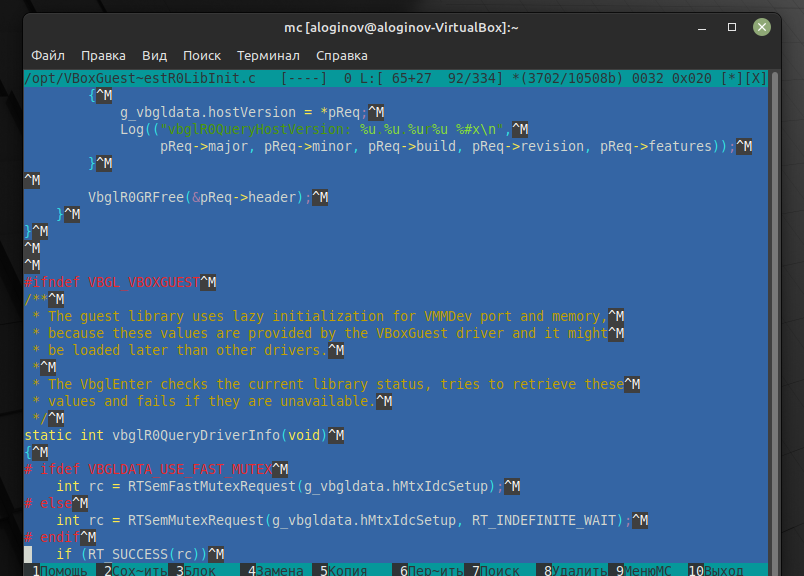 mc [aloginov@aloginov-VirtualBox]:~
Файл Правка Вид Поиск Терминал Справка
/opt/VBoxGuest~estR0LibInit.c [----] 0 L:[ 65+27 92/334] *(3702/10508b) 0032 0x020 [*][X]
{^M
g_vbgldata.hostVersion = *pReq;^M
Log(("vbglR0QueryHostVersion: %u.%u.%ur%u %#x\n",^M
pReq->major, pReq->minor, pReq->build, pReq->revision, pReq->features));^M
}^M
^M
VbglR0GRFree(&pReq->header);^M
}^M
}^M
^M
^M
#ifndef VBGL_VBOXGUEST^M
/**^M
* The guest library uses lazy initialization for VMMDev port and memory,^M
* because these values are provided by the VBoxGuest driver and it might^M
* be loaded later than other drivers.^M
*^M
* The VbglEnter checks the current library status, tries to retrieve these^M
* values and fails if they are unavailable.^M
*/^M
static int vbglR0QueryDriverInfo(void)^M
{^M
# ifdef VBGLDATA_USE_FAST_MUTEX^M
int rc = RTSemFastMutexRequest(g_vbgldata.hMtxIdcSetup);^M
# else^M
int rc = RTSemMutexRequest(g_vbgldata.hMtxIdcSetup, RT_INDEFINITE_WAIT);^M
# endif^M
if (RT_SUCCESS(rc))^M
1Помощь 2Сох~ить 3Блок 4Замена 5Копия 6Пер~ить 7Поиск 8Удалить 9МенюMC 10Выход